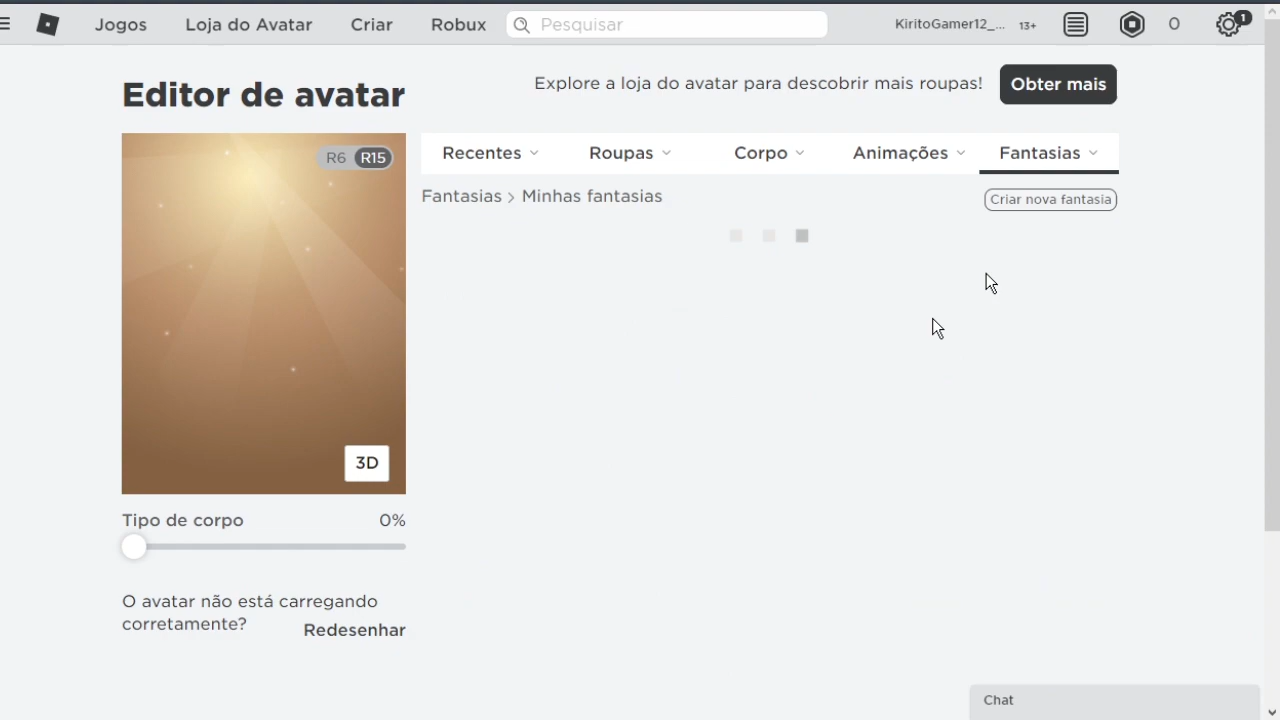 Jogos Loja do Avatar Criar Robux Pesquisar KiritoGamer12_... 13+ 0 1
Editor de avatar
Explore a loja do avatar para descobrir mais roupas! Obter mais
R6 R15
Recentes Roupas Corpo Animações Fantasias
Fantasias > Minhas fantasias
Criar nova fantasia
3D
Tipo de corpo 0%
O avatar não está carregando
corretamente? Redesenhar
Chat